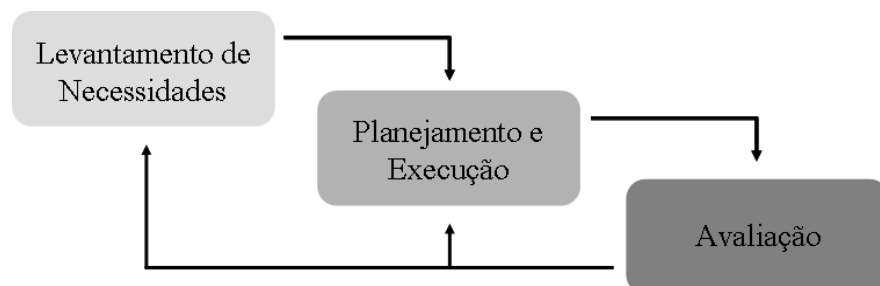 Levantamento de
Necessidades
Planejamento e
Execução
Avaliação